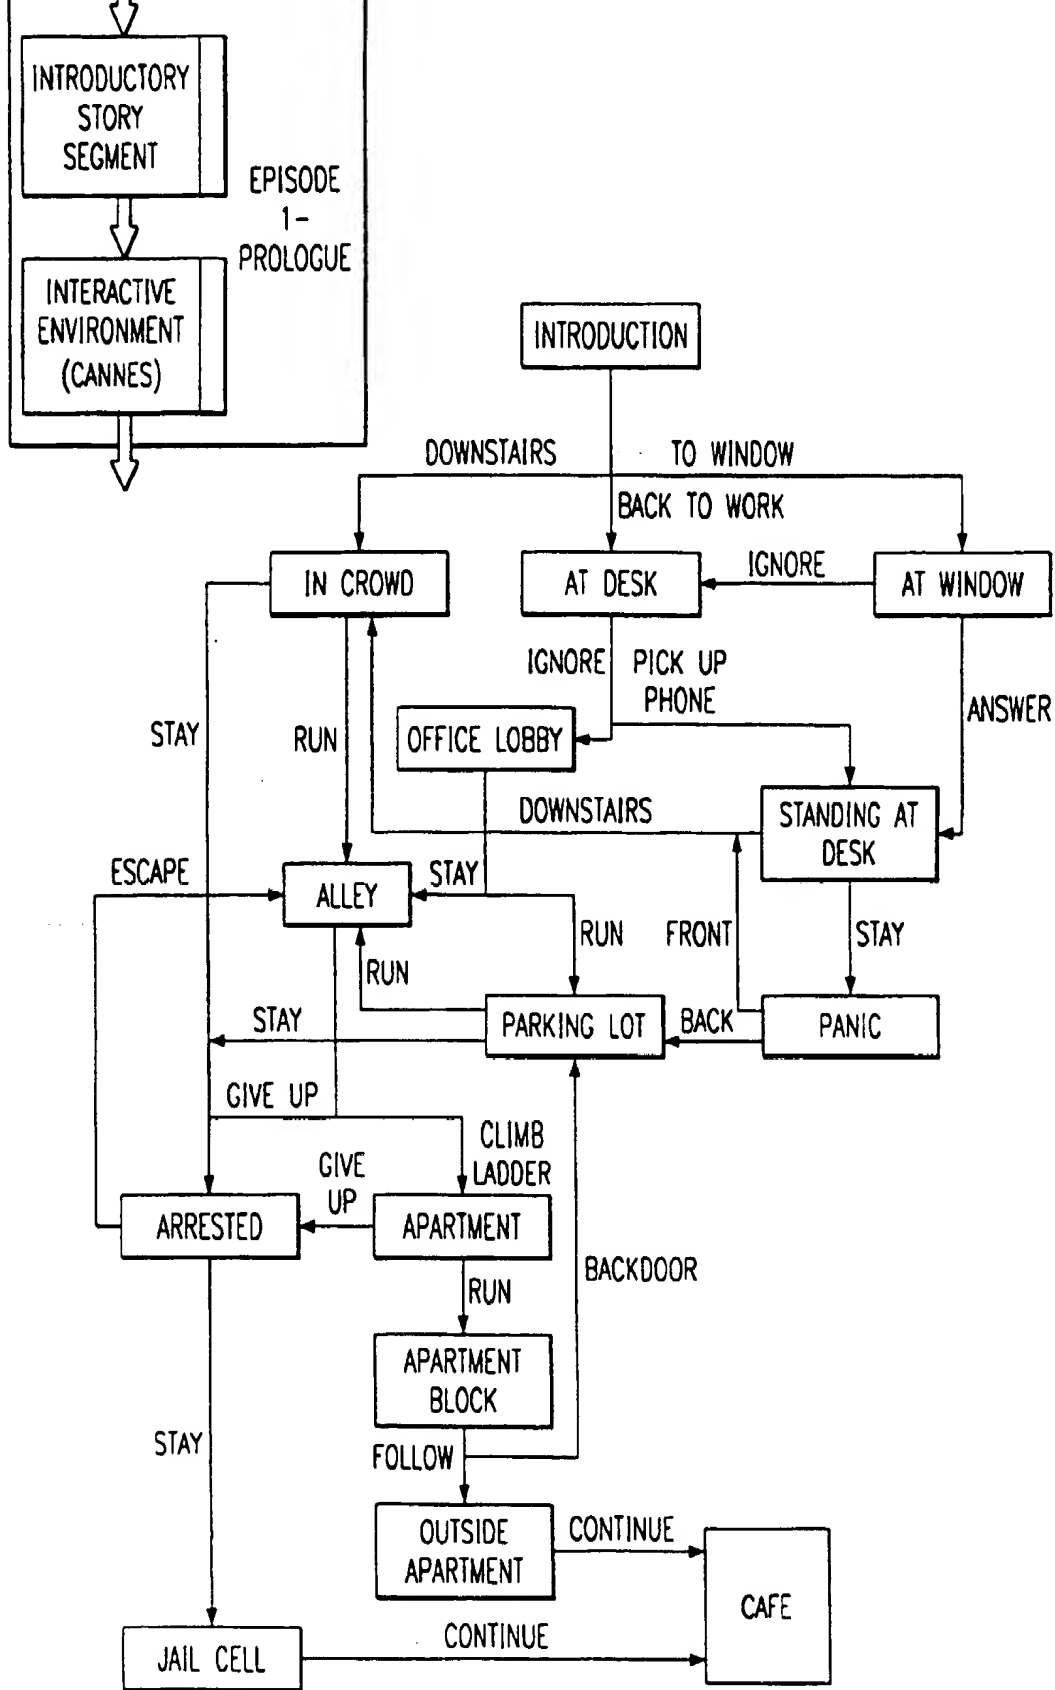 INTRODUCTORY
STORY
SEGMENT
EPISODE
1-
PROLOGUE
INTERACTIVE
ENVIRONMENT
(CANNES)
INTRODUCTION
DOWNSTAIRS
TO WINDOW
BACK TO WORK
IN CROWD
AT DESK
IGNORE
AT WINDOW
IGNORE
PICK UP
PHONE
ANSWER
STAY
RUN
OFFICE LOBBY
DOWNSTAIRS
STANDING AT
DESK
ESCAPE
ALLEY
STAY
RUN
FRONT
STAY
RUN
STAY
PARKING LOT
BACK
PANIC
GIVE UP
CLIMB
LADDER
GIVE
UP
ARRESTED
APARTMENT
BACKDOOR
RUN
APARTMENT
BLOCK
STAY
FOLLOW
OUTSIDE
APARTMENT
CONTINUE
CAFE
JAIL CELL
CONTINUE